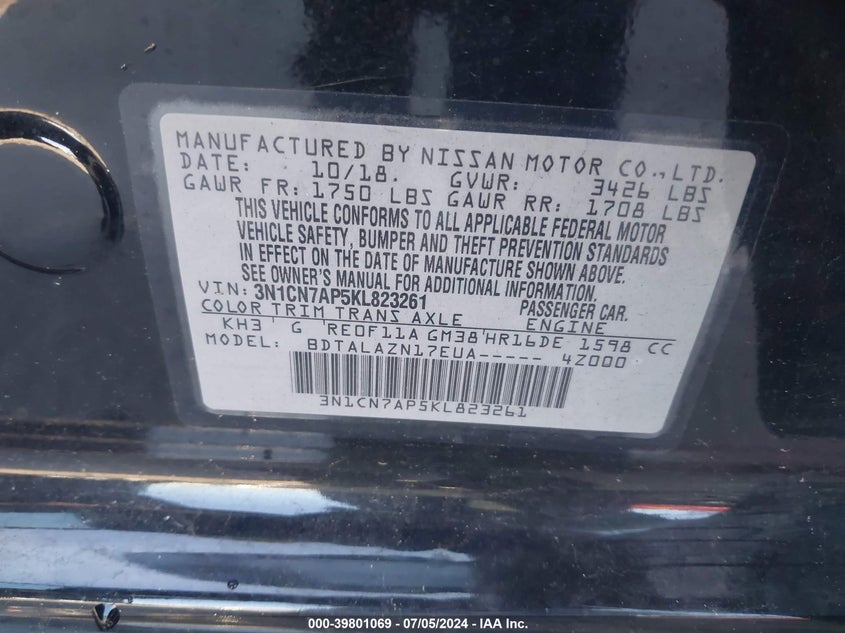 MANUFACTURED BY NISSAN MOTOR CO.,LTD.
DATE: 10/18. GVWR: 3426 LBS
GAWR FR: 1750 LBS GAWR RR: 1708 LBS
THIS VEHICLE CONFORMS TO ALL APPLICABLE FEDERAL MOTOR
VEHICLE SAFETY, BUMPER AND THEFT PREVENTION STANDARDS
IN EFFECT ON THE DATE OF MANUFACTURE SHOWN ABOVE.
SEE OWNER'S MANUAL FOR ADDITIONAL INFORMATION.
VIN: 3N1CN7AP5KL823261 PASSENGER CAR.
COLOR TRIM TRANS AXLE ENGINE
KH3 G 'RE0F11A GM38'HR16DE 1598 CC
MODEL: BDTALAZN17EUA----- 4Z000
3N1CN7AP5KL823261
000-39801069 - 07/05/2024 - IAA Inc.